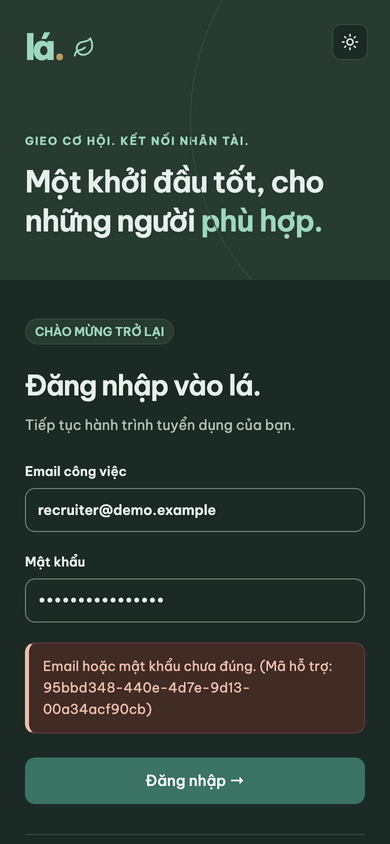 lá.
GIEO CƠ HỘI. KẾT NỐI NHÂN TÀI.
Một khởi đầu tốt, cho
những người phù hợp.
CHÀO MỪNG TRỞ LẠI
Đăng nhập vào lá.
Tiếp tục hành trình tuyển dụng của bạn.
Email công việc
recruiter@demo.example
Mật khẩu
••••••••••••••••
Email hoặc mật khẩu chưa đúng. (Mã hỗ trợ:
95bbd348-440e-4d7e-9d13-
00a34acf90cb)
Đăng nhập →